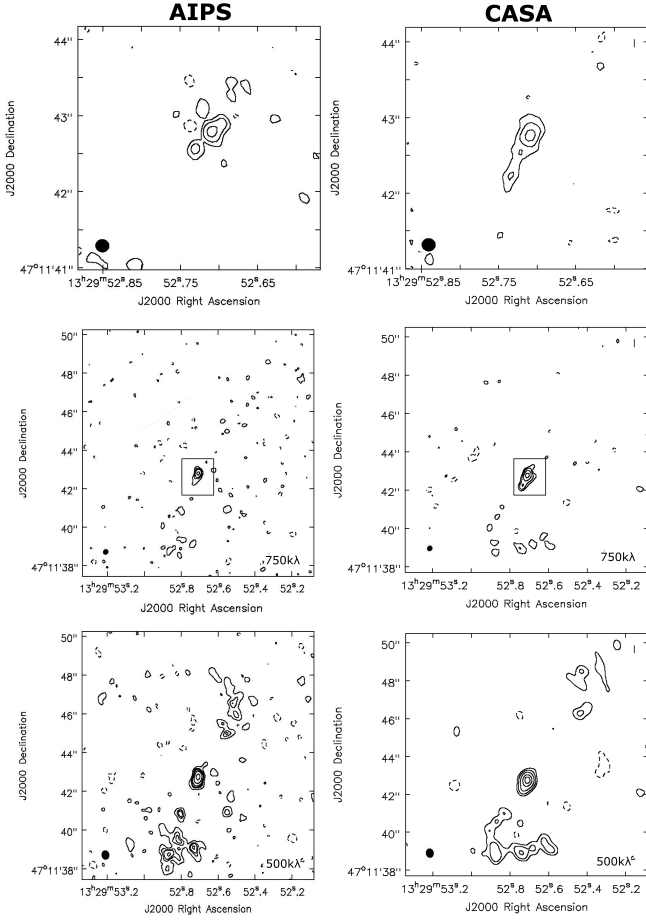 AIPS
CASA
44"
43"
42"
47°11'41"
J2000 Declination
13ʰ29ᵐ52ˢ.85 52ˢ.75 52ˢ.65
J2000 Right Ascension
44"
43"
42"
47°11'41"
J2000 Declination
I
13ʰ29ᵐ52ˢ.85 52ˢ.75 52ˢ.65
J2000 Right Ascension
50"
48"
46"
44"
42"
40"
47°11'38"
J2000 Declination
750kλ
13ʰ29ᵐ53ˢ.2 52ˢ.8 52ˢ.6 52ˢ.4 52ˢ.2
J2000 Right Ascension
50"
48"
46"
44"
42"
40"
47°11'38"
J2000 Declination
I
750kλ
13ʰ29ᵐ53ˢ.2 52ˢ.8 52ˢ.6 52ˢ.4 52ˢ.2
J2000 Right Ascension
50"
48"
46"
44"
42"
40"
47°11'38"
J2000 Declination
500kλ
13ʰ29ᵐ53ˢ.2 52ˢ.8 52ˢ.6 52ˢ.4 52ˢ.2
J2000 Right Ascension
50"
48"
46"
44"
42"
40"
47°11'38"
J2000 Declination
I
500kλ
13ʰ29ᵐ53ˢ.2 52ˢ.8 52ˢ.6 52ˢ.4 52ˢ.2
J2000 Right Ascension